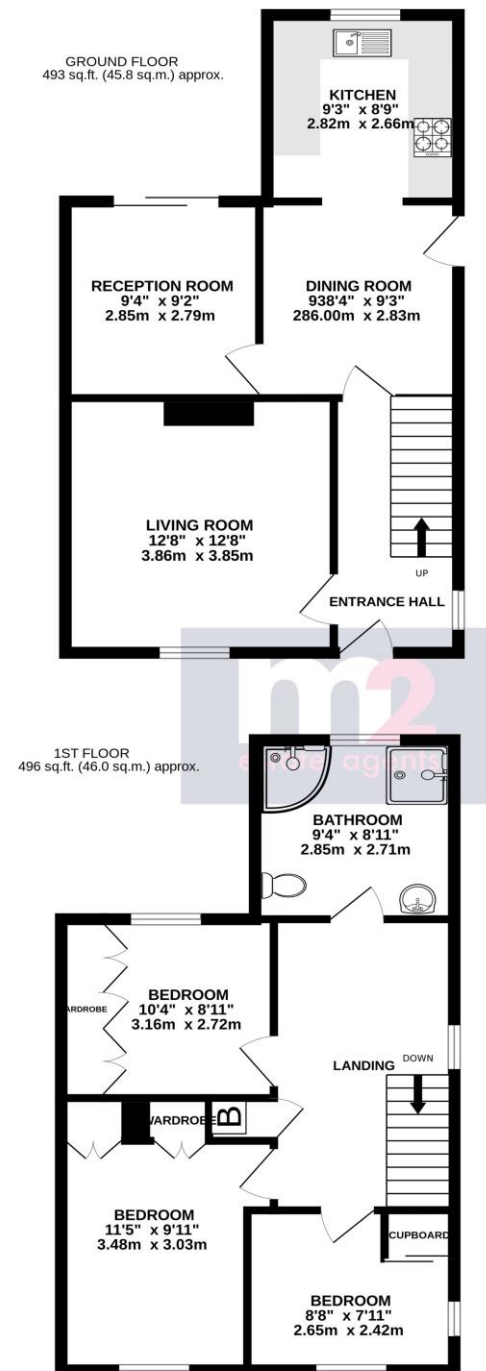 GROUND FLOOR
493 sq.ft. (45.8 sq.m.) approx.
KITCHEN
9'3" x 8'9"
2.82m x 2.66m
RECEPTION ROOM
9'4" x 9'2"
2.85m x 2.79m
DINING ROOM
938'4" x 9'3"
286.00m x 2.83m
LIVING ROOM
12'8" x 12'8"
3.86m x 3.85m
UP
ENTRANCE HALL
m2
estate agents
1ST FLOOR
496 sq.ft. (46.0 sq.m.) approx.
BATHROOM
9'4" x 8'11"
2.85m x 2.71m
ARDROBE
BEDROOM
10'4" x 8'11"
3.16m x 2.72m
LANDING
DOWN
WARDROBE
B
BEDROOM
11'5" x 9'11"
3.48m x 3.03m
CUPBOARD
BEDROOM
8'8" x 7'11"
2.65m x 2.42m